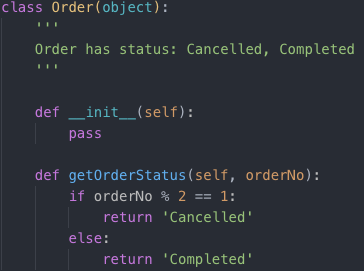 class Order(object):
    '''
    Order has status: Cancelled, Completed
    '''
    def __init__(self):
        pass
    def getOrderStatus(self, orderNo):
        if orderNo % 2 == 1:
            return 'Cancelled'
        else:
            return 'Completed'